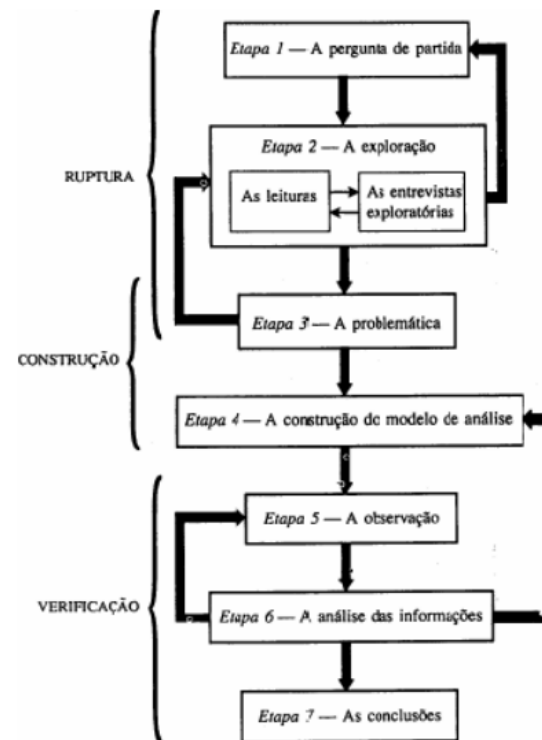 Etapa 1 — A pergunta de partida
Etapa 2 — A exploração
RUPTURA
As leituras
As entrevistas
exploratórias
Etapa 3 — A problemática
CONSTRUÇÃO
Etapa 4 — A construção do modelo de análise
Etapa 5 — A observação
VERIFICAÇÃO
Etapa 6 — A análise das informações
Etapa 7 — As conclusões